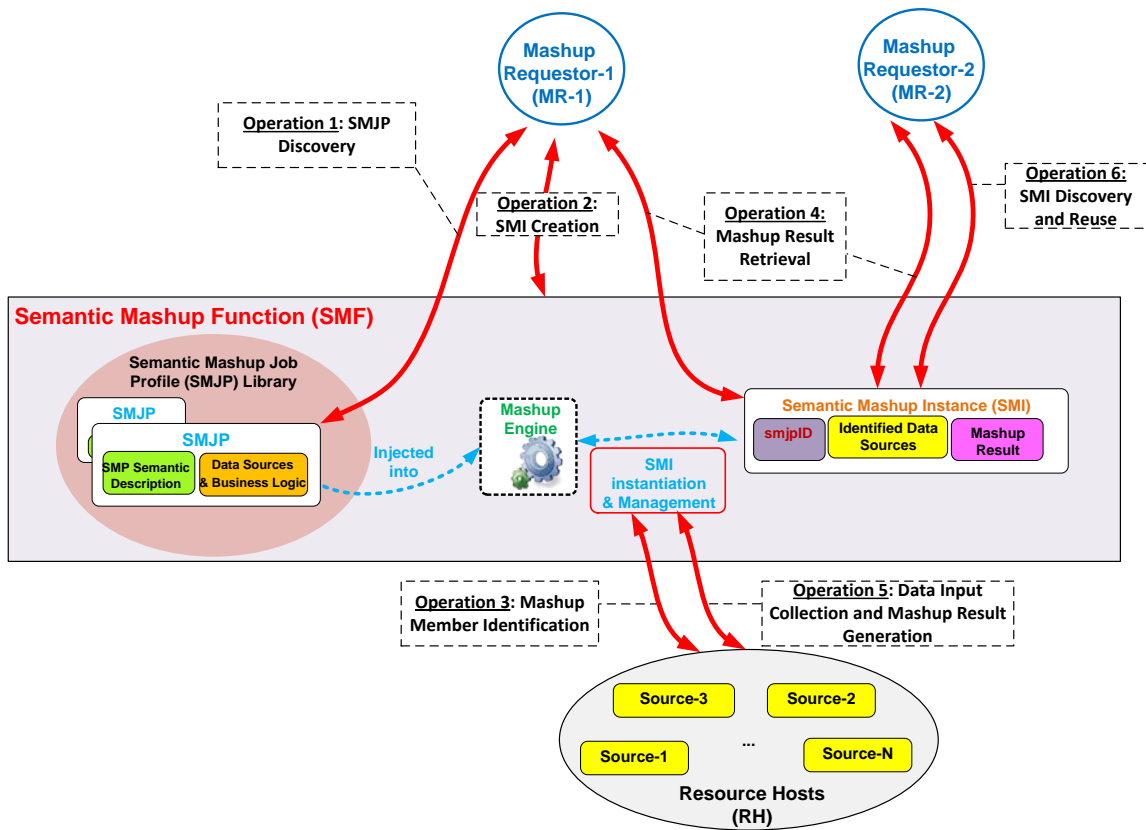 Mashup
Requestor-1
(MR-1)
Mashup
Requestor-2
(MR-2)
Operation 1: SMJP
Discovery
Operation 2:
SMI Creation
Operation 4:
Mashup Result
Retrieval
Operation 6:
SMI Discovery
and Reuse
Semantic Mashup Function (SMF)
Semantic Mashup Job
Profile (SMJP) Library
SMJP
SMJP
SMP Semantic
Description
Data Sources
& Business Logic
Injected
into
Mashup
Engine
SMI
instantiation
& Management
Semantic Mashup Instance (SMI)
smjpID
Identified Data
Sources
Mashup
Result
Operation 3: Mashup
Member Identification
Operation 5: Data Input
Collection and Mashup Result
Generation
Source-3
Source-2
Source-1
...
Source-N
Resource Hosts
(RH)